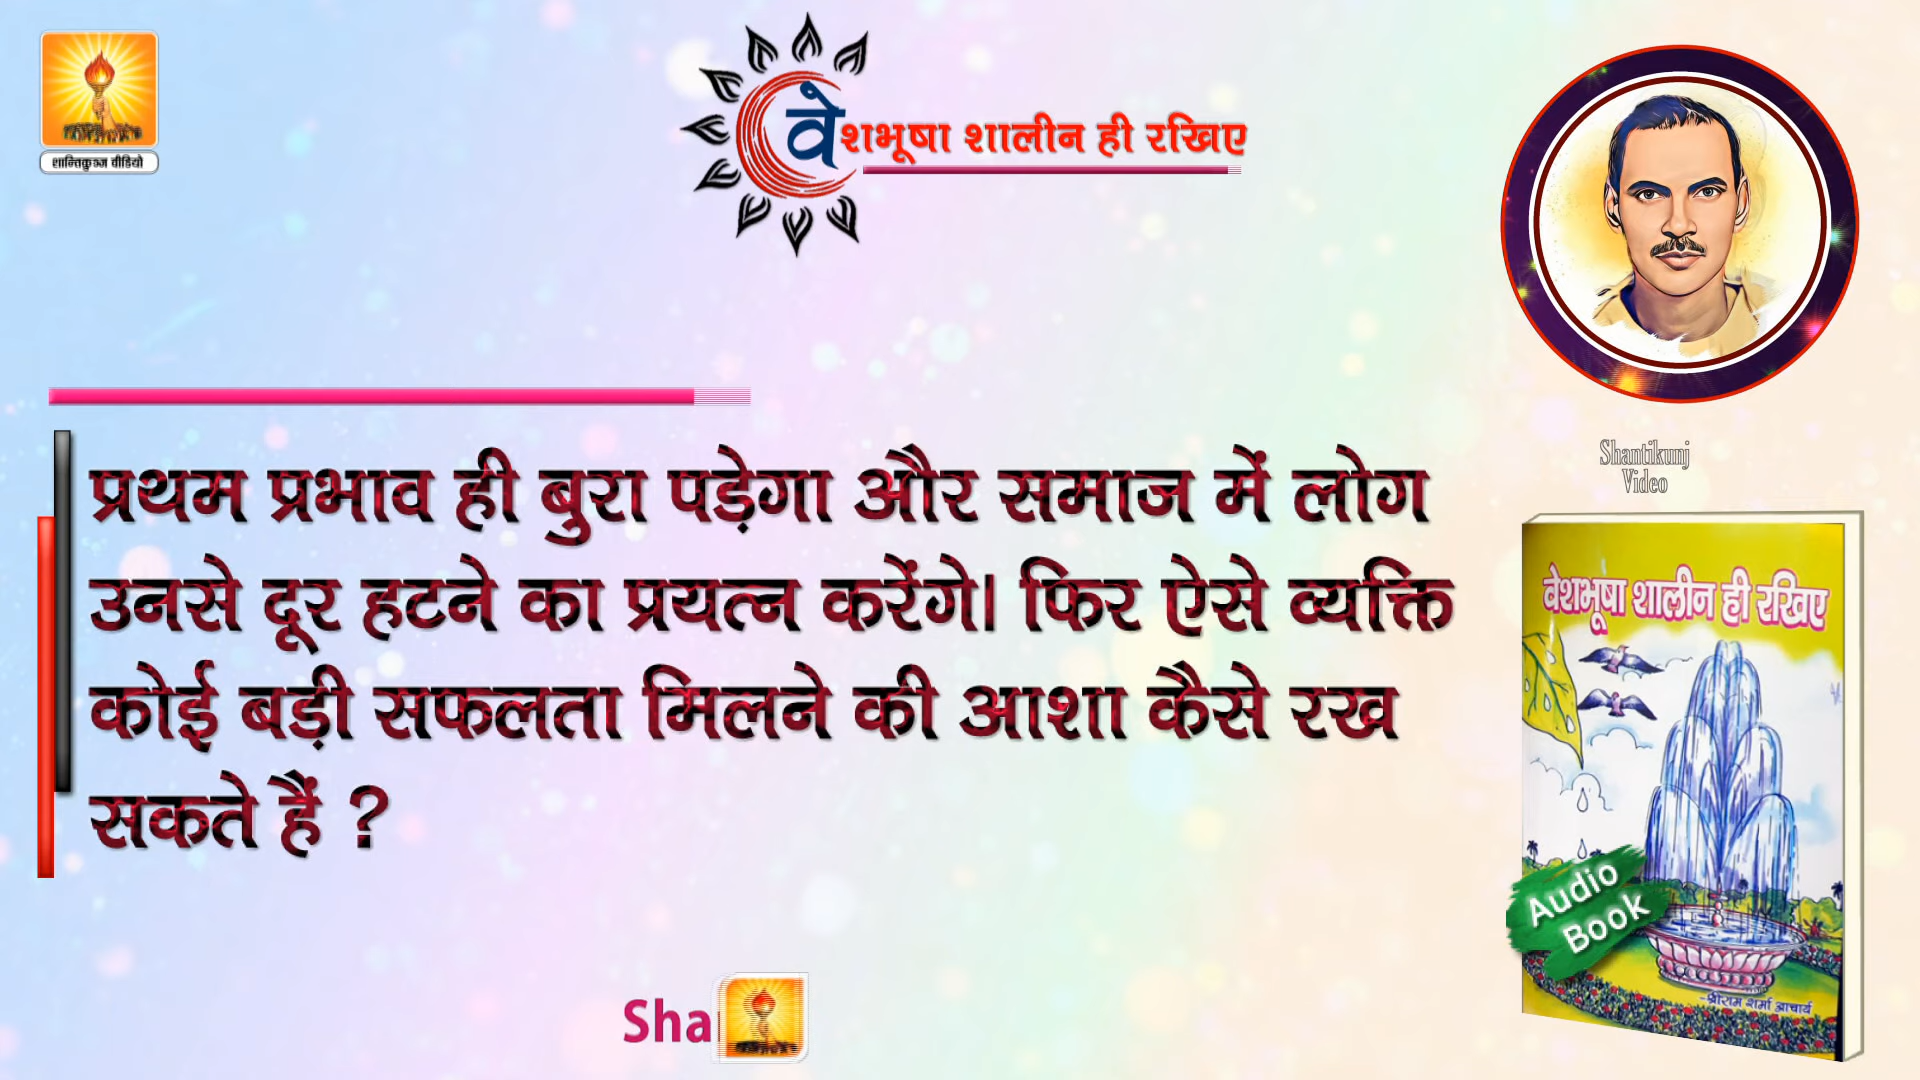 शान्तिकुञ्ज वीडियो
वेशभूषा शालीन ही रखिए
प्रथम प्रभाव ही बुरा पड़ेगा और समाज में लोग
उनसे दूर हटने का प्रयत्न करेंगे। फिर ऐसे व्यक्ति
कोई बड़ी सफलता मिलने की आशा कैसे रख
सकते हैं ?
Shantikunj
Video
वेशभूषा शालीन ही रखिए
Audio
Book
-श्रीराम शर्मा आचार्य
Sha